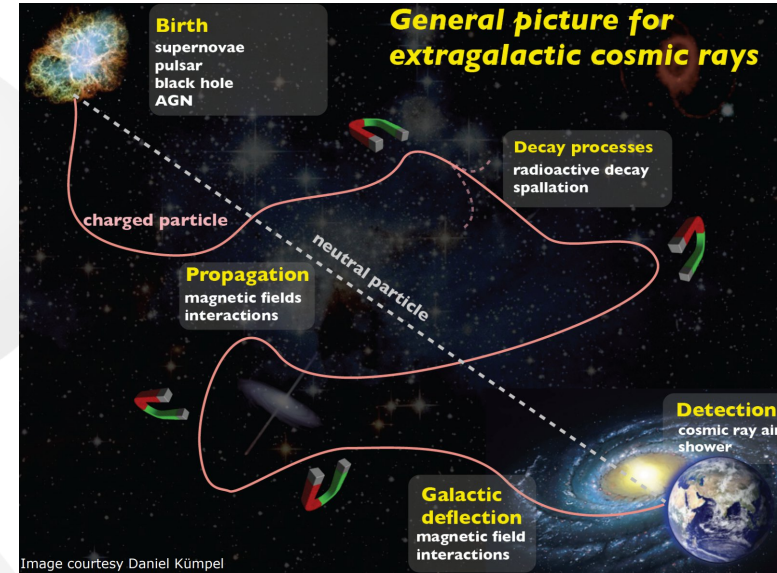 General picture for
extragalactic cosmic rays
Birth
supernovae
pulsar
black hole
AGN
Decay processes
radioactive decay
spallation
charged particle
neutral particle
Propagation
magnetic fields
interactions
Detection
cosmic ray air
shower
Galactic
deflection
magnetic field
interactions
Image courtesy Daniel Kümpel